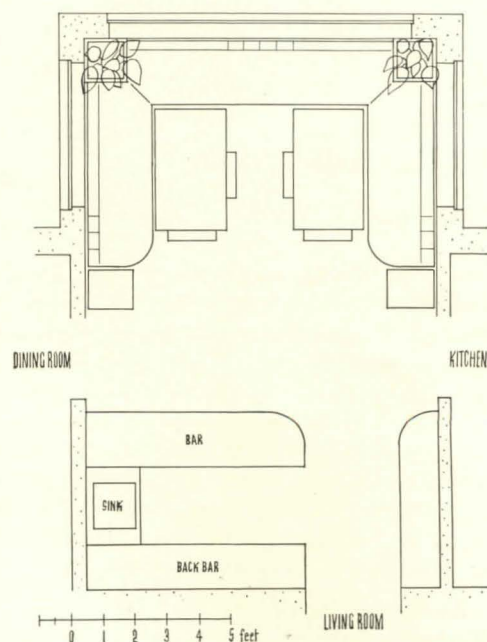 DINING ROOM
KITCHEN
BAR
SINK
BACK BAR
LIVING ROOM
0 1 2 3 4 5 feet